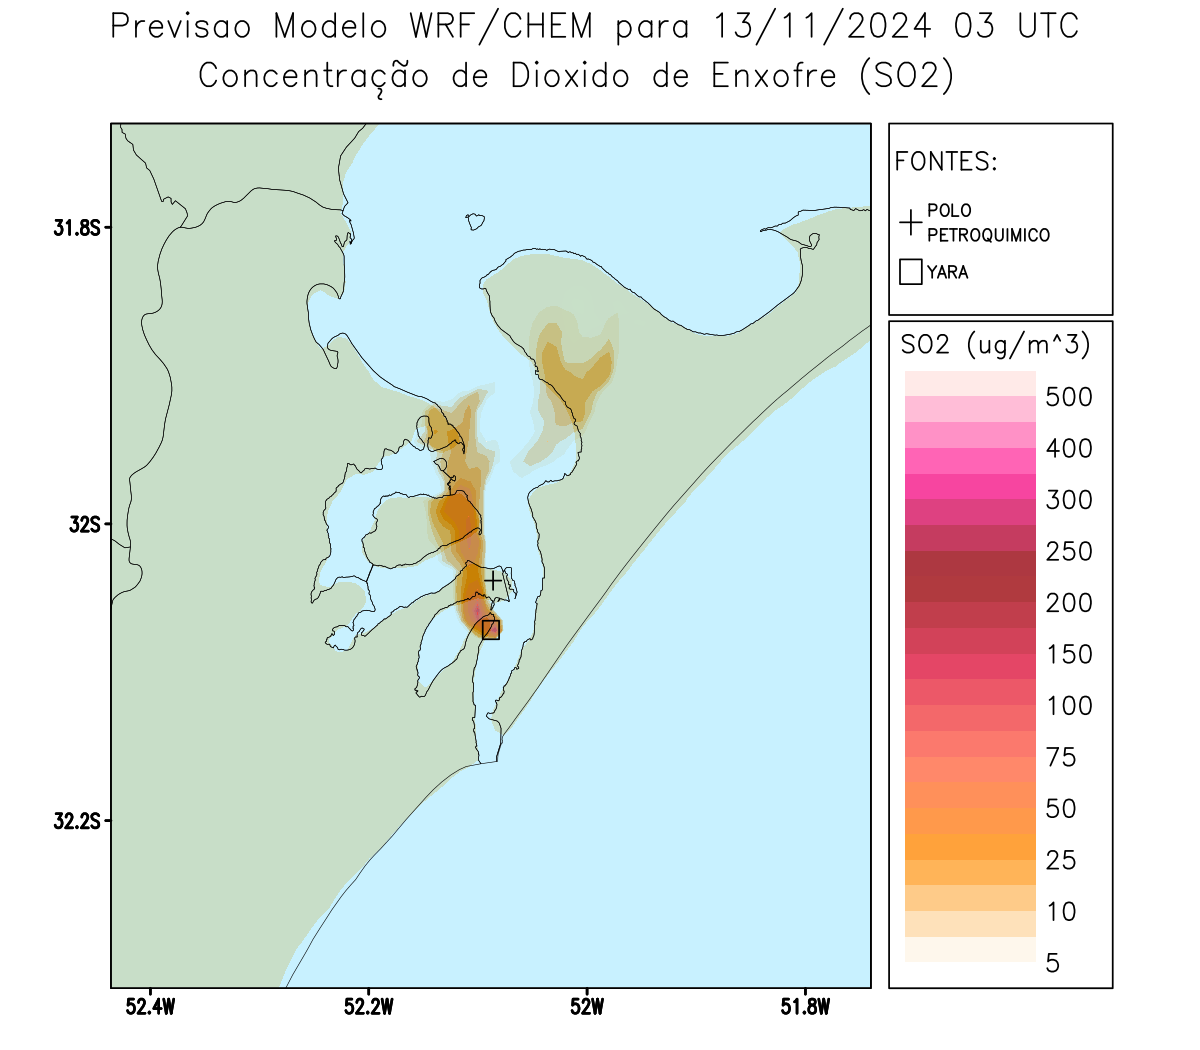 Previsao Modelo WRF/CHEM para 13/11/2024 03 UTC
Concentração de Dioxido de Enxofre (SO2)
FONTES:
POLO
PETROQUIMICO
YARA
31.8S
32S
32.2S
52.4W
52.2W
52W
51.8W
SO2 (ug/m^3)
500
400
300
250
200
150
100
75
50
25
10
5